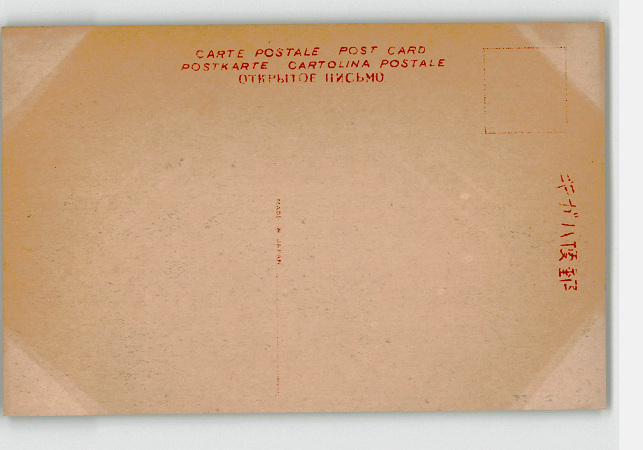 CARTE POSTALE POST CARD
POSTKARTE CARTOLINA POSTALE
ОТКРЫТОЕ ПИСЬМО
MADE IN JAPAN
郵便ハガキ